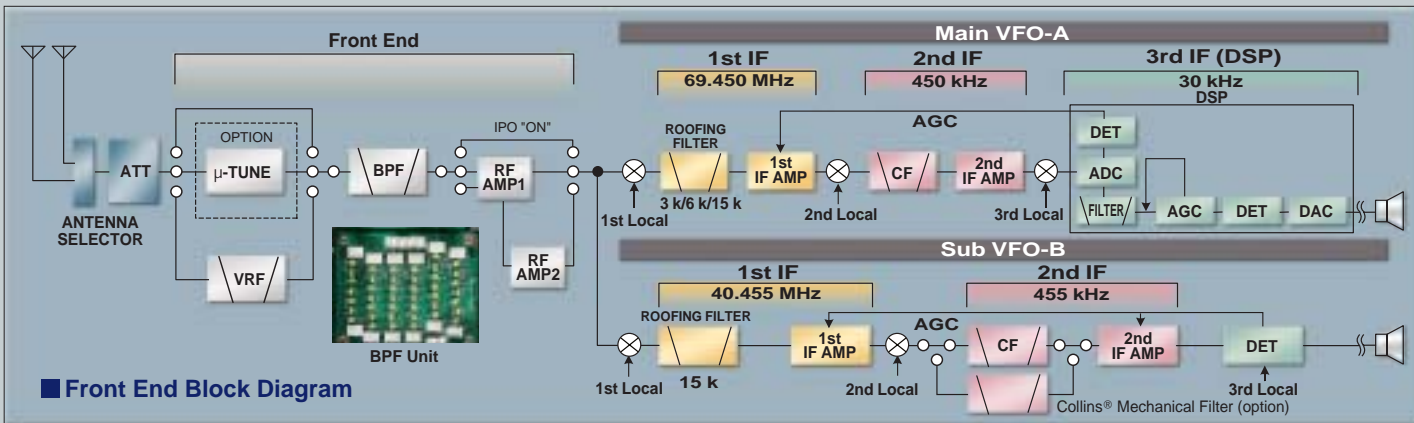 Front End
Main VFO-A
1st IF
69.450 MHz
2nd IF
450 kHz
3rd IF (DSP)
30 kHz
DSP
OPTION
μ-TUNE
ATT
ANTENNA
SELECTOR
VRF
BPF
BPF Unit
IPO "ON"
RF
AMP1
RF
AMP2
1st Local
ROOFING
FILTER
3 k/6 k/15 k
1st
IF AMP
AGC
2nd Local
CF
2nd
IF AMP
3rd Local
DET
ADC
FILTER
AGC
DET
DAC
Sub VFO-B
1st IF
40.455 MHz
2nd IF
455 kHz
1st Local
ROOFING FILTER
15 k
1st
IF AMP
AGC
2nd Local
CF
Collins® Mechanical Filter (option)
2nd
IF AMP
DET
3rd Local
Front End Block Diagram